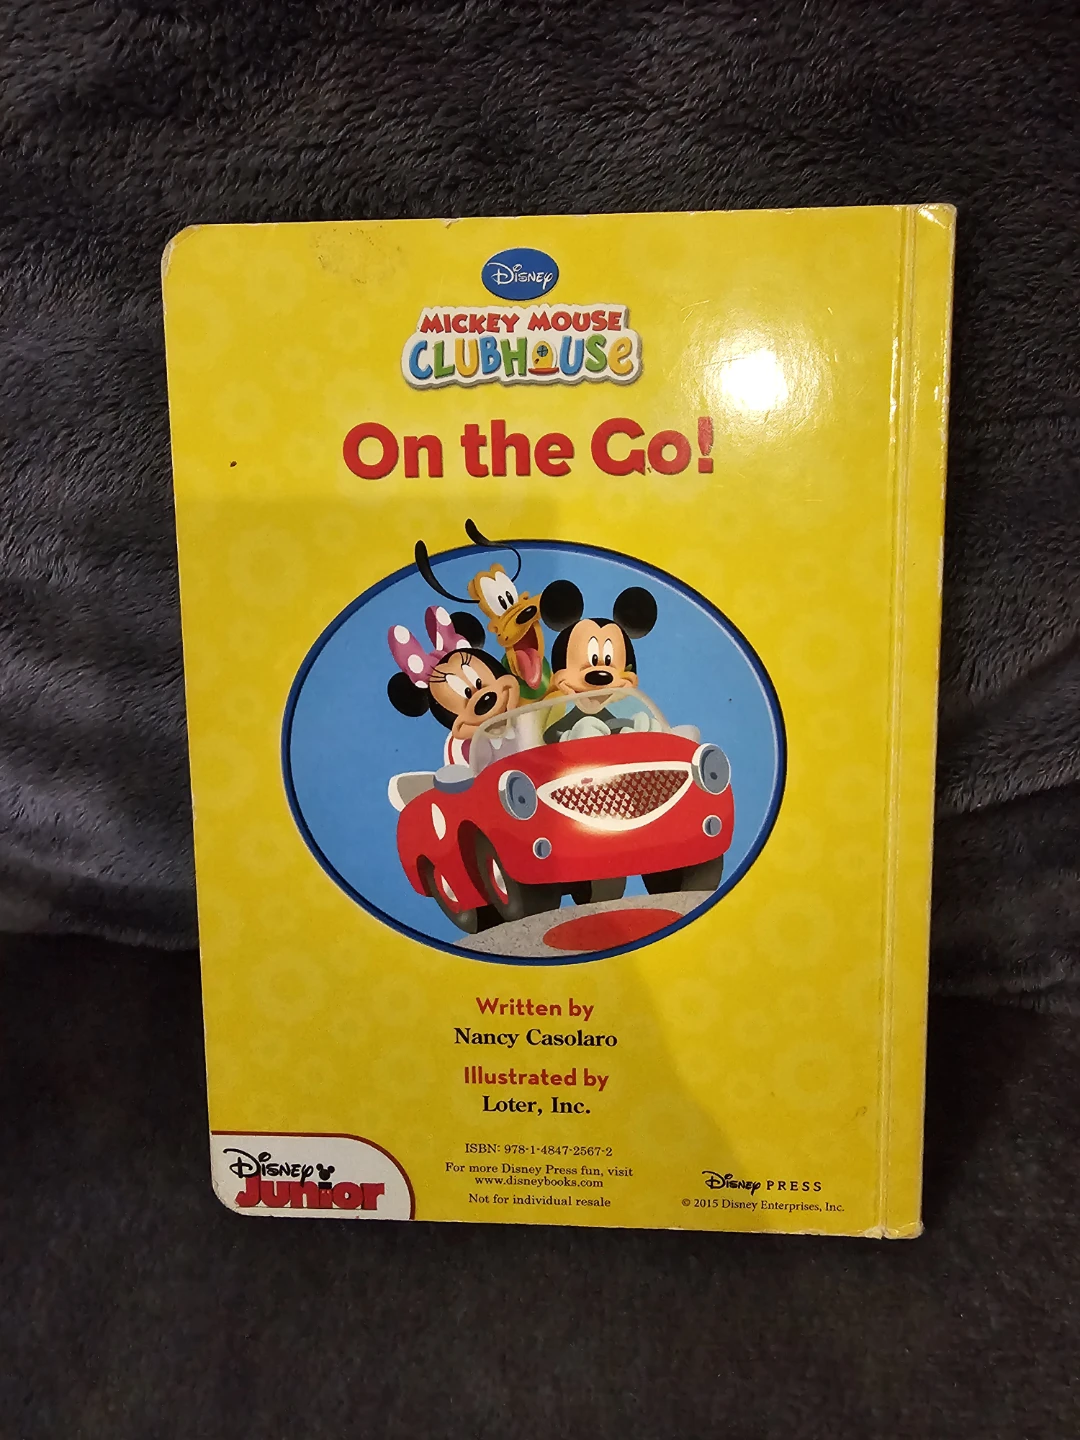 Disney
MICKEY MOUSE
CLUBHOUSE
On the Go!
Written by
Nancy Casolaro
Illustrated by
Loter, Inc.
ISBN: 978-1-4847-2567-2
For more Disney Press fun, visit
www.disneybooks.com
Not for individual resale
Disney
Junior
Disney PRESS
© 2015 Disney Enterprises, Inc.